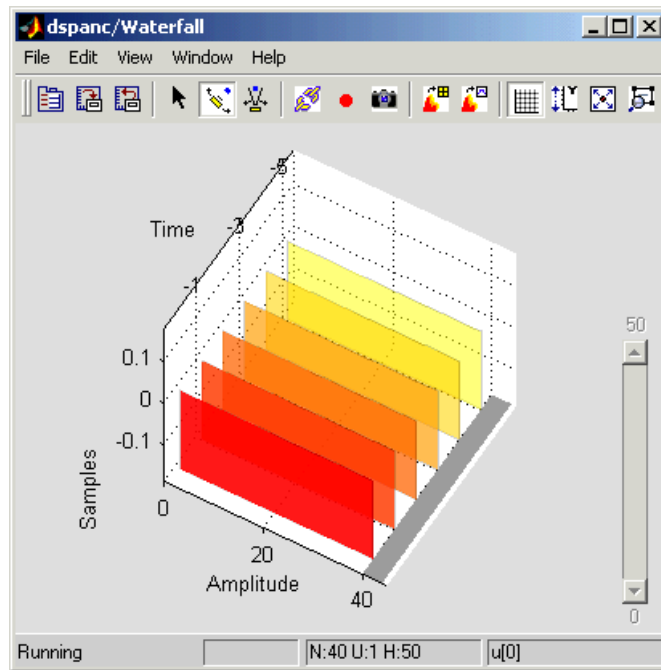 dspanc/Waterfall
File Edit View Window Help
-5
Time
-3
-1
50
0.1
0
-0.1
Samples
0
20
Amplitude
40
0
Running
N:40 U:1 H:50
u[0]